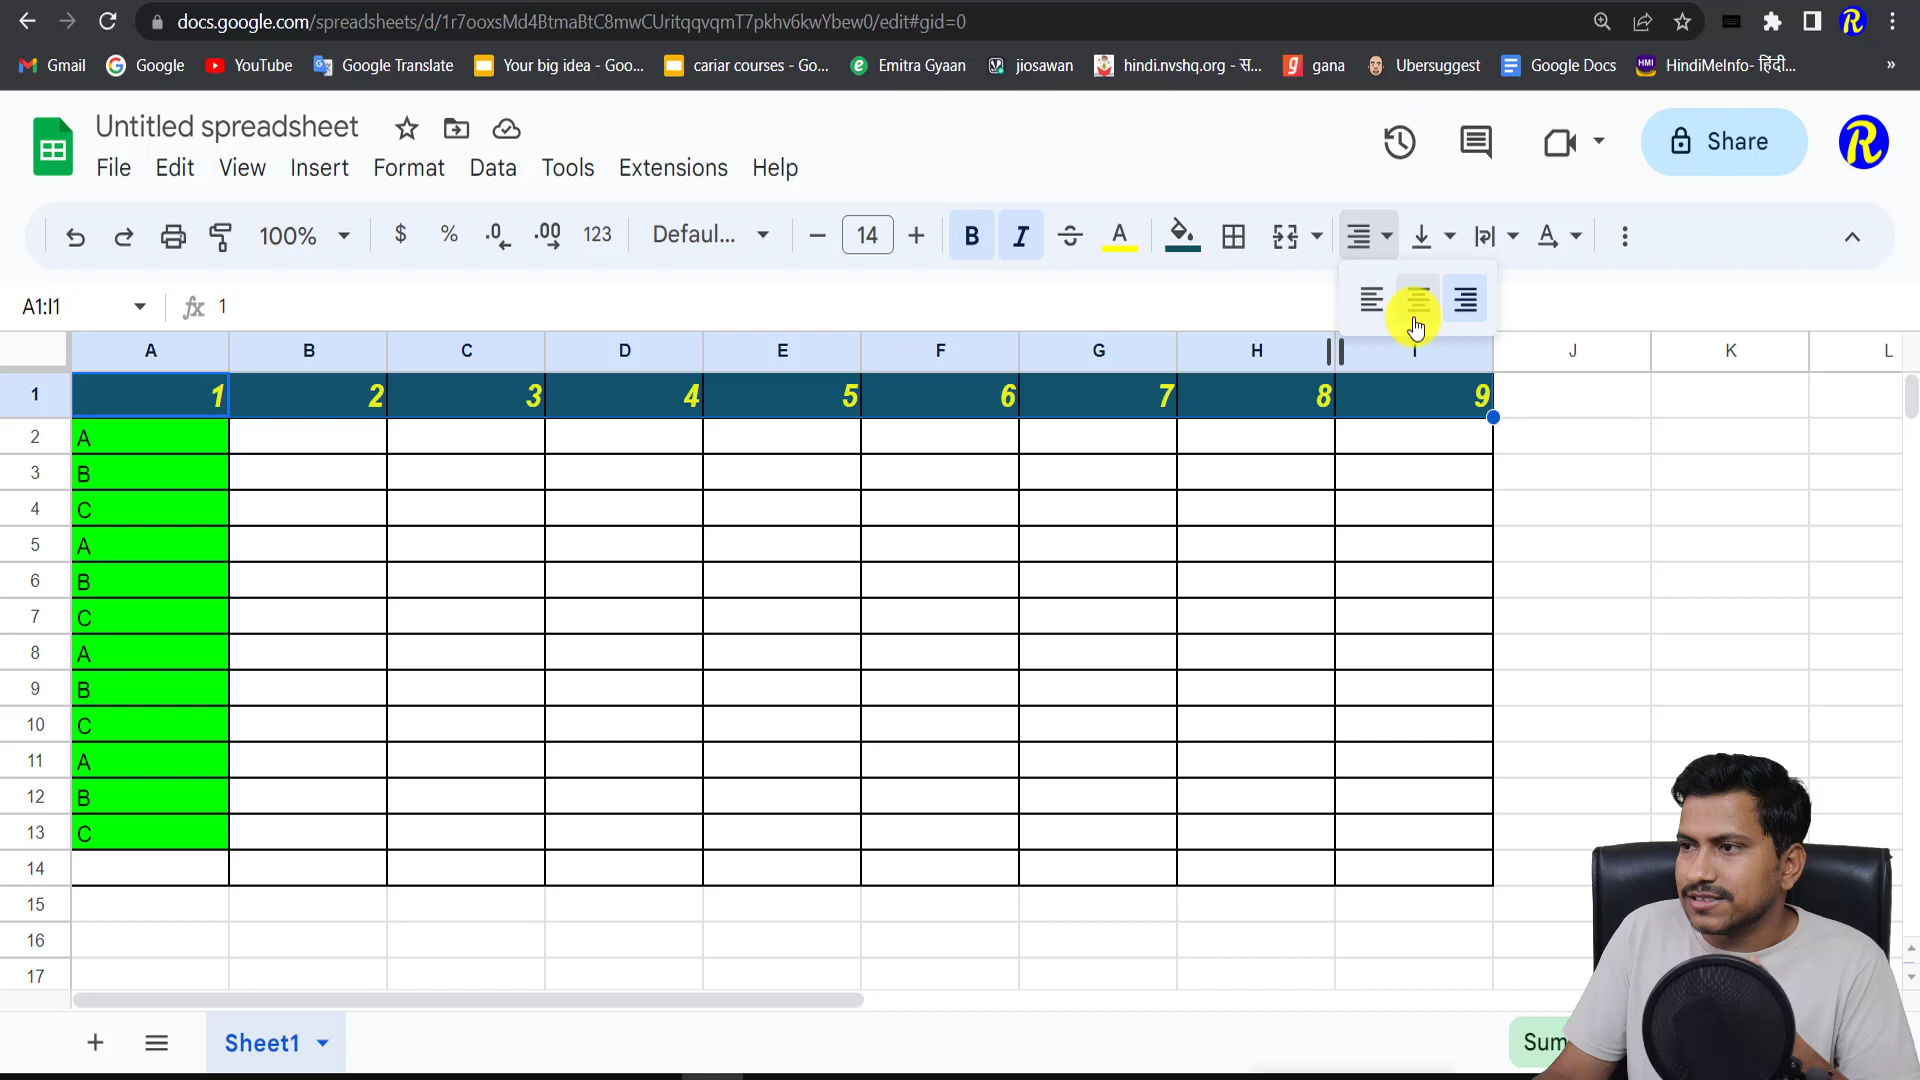 docs.google.com/spreadsheets/d/1r7ooxsMd4BtmaBtC8mwCUritqqvqmT7pkhv6kwYbew0/edit#gid=0
Gmail Google YouTube Google Translate Your big idea - Goo... cariar courses - Go... Emitra Gyaan jiosawan hindi.nvshq.org - स... gana Ubersuggest Google Docs HMI HindiMeInfo- हिंदी... »
Untitled spreadsheet
Share R
File Edit View Insert Format Data Tools Extensions Help
100% $ % .0 .00 123 Defaul... 14 B I A
A1:I1 fx 1
A B C D E F G H I J K L
1 1 2 3 4 5 6 7 8 9
2 A
3 B
4 C
5 A
6 B
7 C
8 A
9 B
10 C
11 A
12 B
13 C
14
15
16
17
Sheet1 Sum